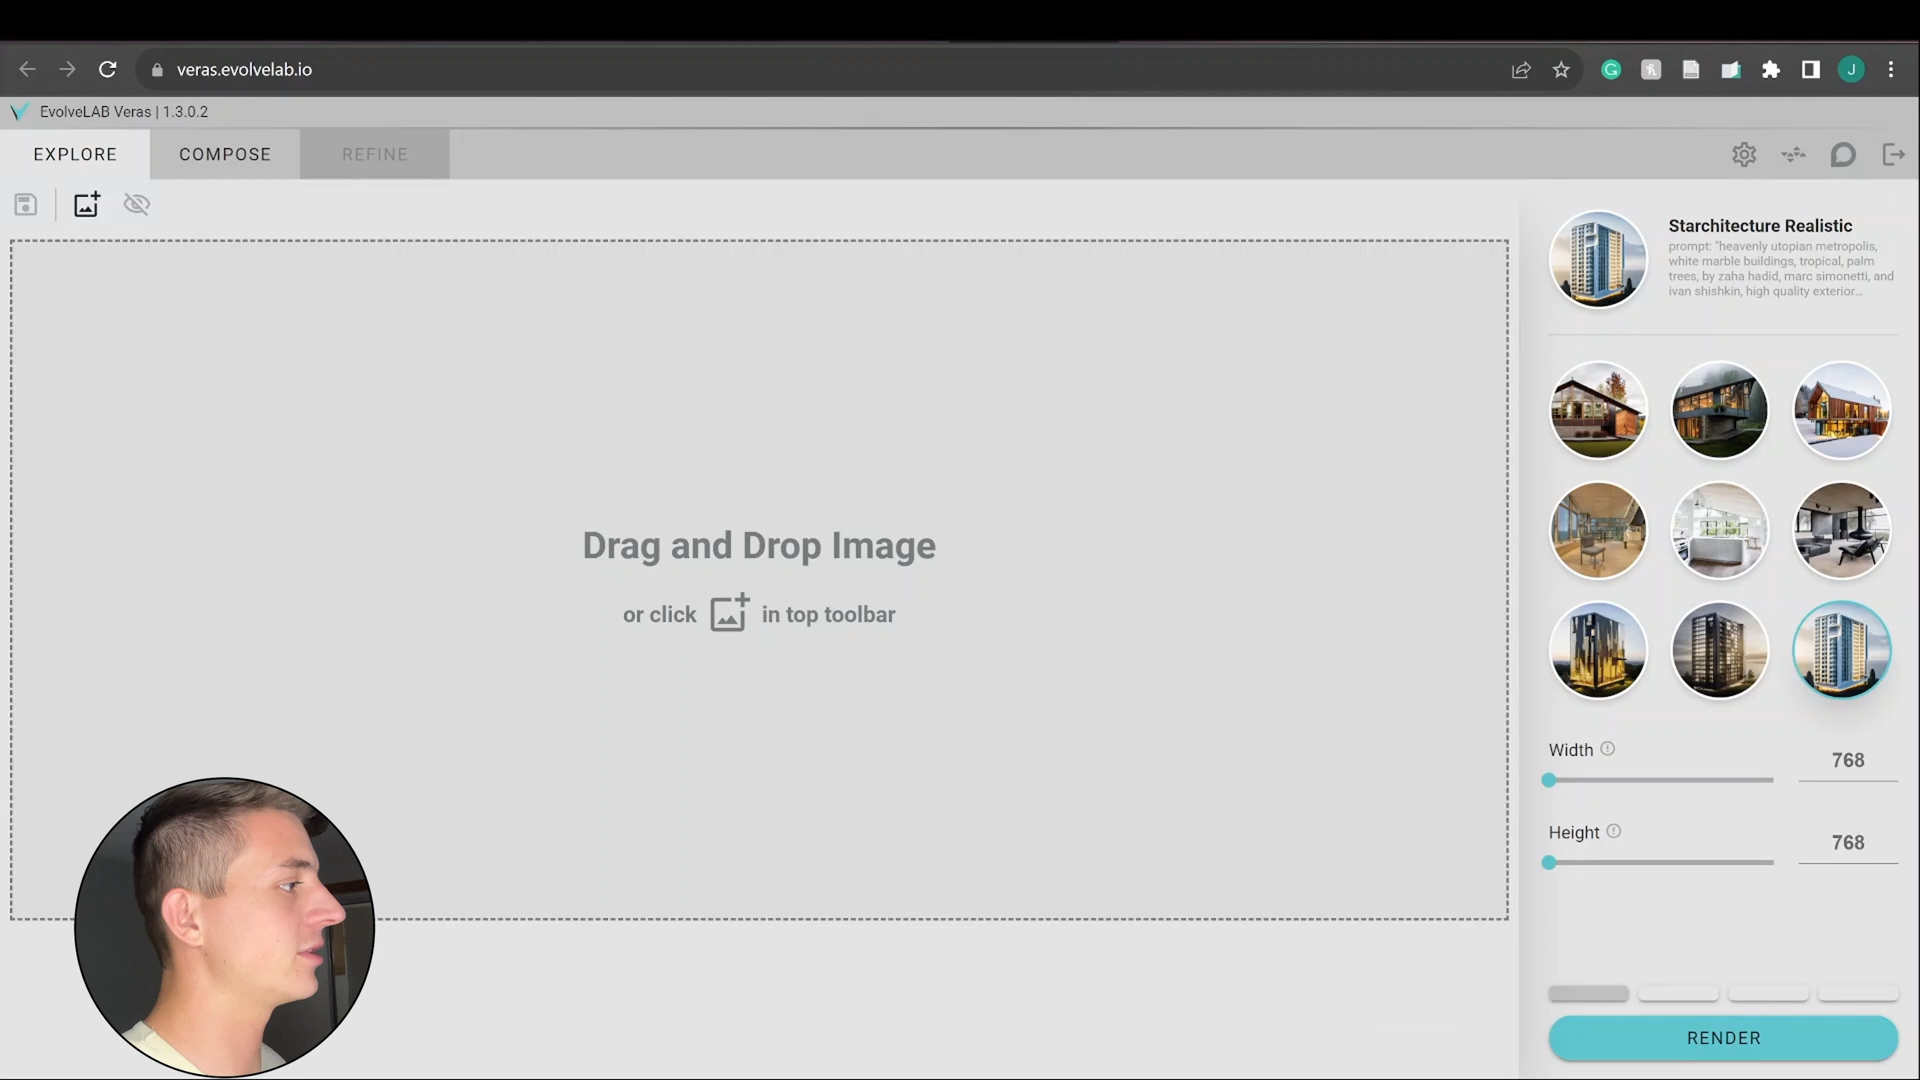 veras.evolvelab.io
J
EvolveLAB Veras | 1.3.0.2
EXPLORE
COMPOSE
REFINE
Starchitecture Realistic
prompt: "heavenly utopian metropolis,
white marble buildings, tropical, palm
trees, by zaha hadid, marc simonetti, and
ivan shishkin, high quality exterior...
Drag and Drop Image
or click in top toolbar
Width
768
Height
768
RENDER